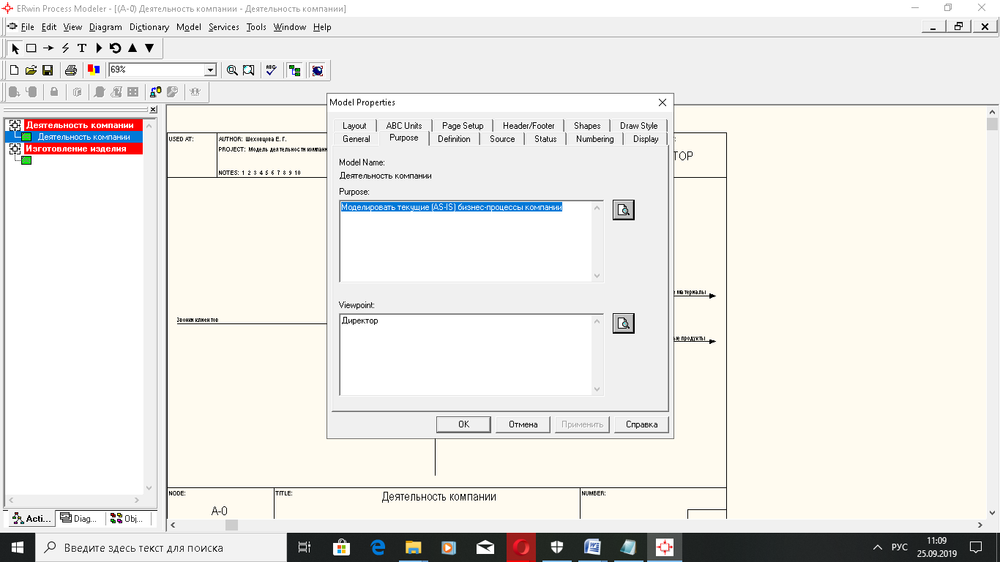 ERwin Process Modeler - [(A-0) Деятельность компании - Деятельность компании]
File Edit View Diagram Dictionary Model Services Tools Window Help
69%
ABC
Деятельность компании
Деятельность компании
Изготовление изделия
Acti... Diag... Obj...
USED AT:
AUTHOR: Шеховцова Е. Г.
PROJECT: Модель деятельности компани
NOTES: 1 2 3 4 5 6 7 8 9 10
ТОР
Звонки клиентов
е материалы
ые продукты
NODE:
A-0
TITLE:
Деятельность компании
NUMBER:
Model Properties
Layout ABC Units Page Setup Header/Footer Shapes Draw Style
General Purpose Definition Source Status Numbering Display
Model Name:
Деятельность компании
Purpose:
Моделировать текущие (AS-IS) бизнес-процессы компании
Viewpoint:
Директор
OK Отмена Применить Справка
Введите здесь текст для поиска
РУС
11:09
25.09.2019